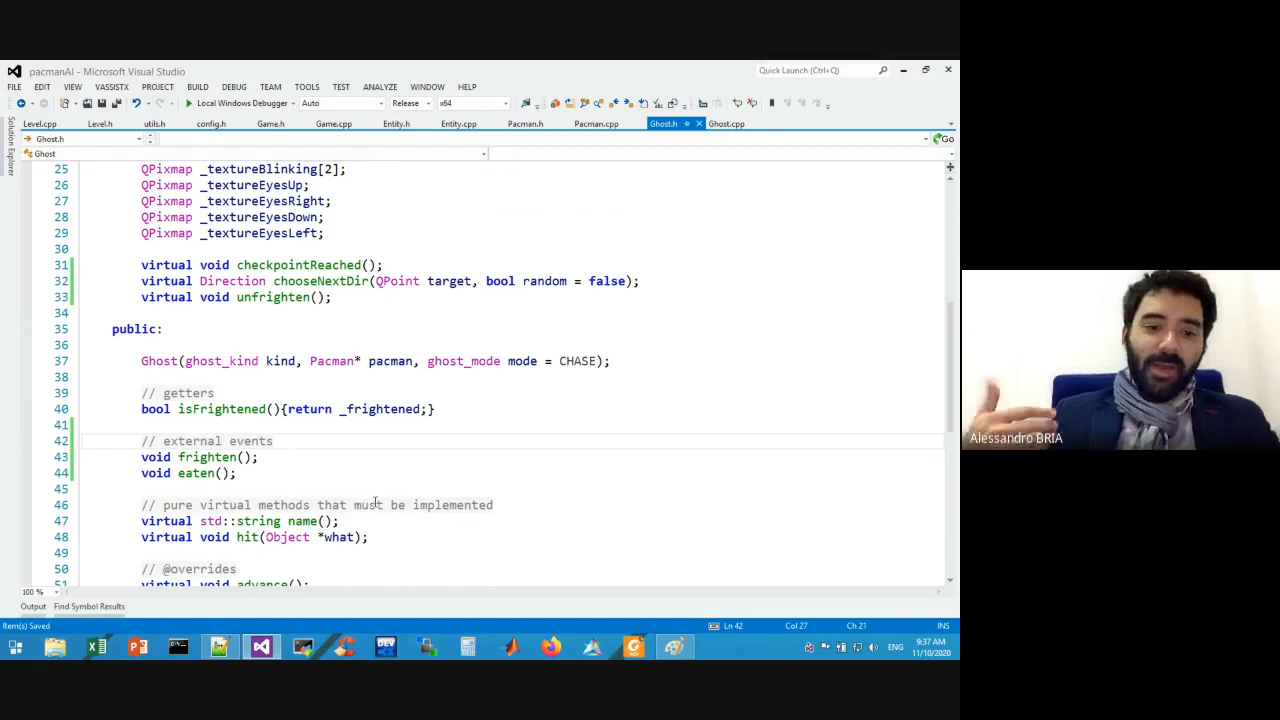 pacmanAI - Microsoft Visual Studio
Quick Launch (Ctrl+Q)
FILE EDIT VIEW VASSISTX PROJECT BUILD DEBUG TEAM TOOLS TEST ANALYZE WINDOW HELP
Local Windows Debugger Auto Release x64
Level.cpp Level.h utils.h config.h Game.h Game.cpp Entity.h Entity.cpp Pacman.h Pacman.cpp Ghost.h Ghost.cpp
Ghost.h Go
Ghost
Solution Explorer
25 QPixmap _textureBlinking[2];
26 QPixmap _textureEyesUp;
27 QPixmap _textureEyesRight;
28 QPixmap _textureEyesDown;
29 QPixmap _textureEyesLeft;
30
31 virtual void checkpointReached();
32 virtual Direction chooseNextDir(QPoint target, bool random = false);
33 virtual void unfrighten();
34
35 public:
36
37 Ghost(ghost_kind kind, Pacman* pacman, ghost_mode mode = CHASE);
38
39 // getters
40 bool isFrightened(){return _frightened;}
41
42 // external events
43 void frighten();
44 void eaten();
45
46 // pure virtual methods that must be implemented
47 virtual std::string name();
48 virtual void hit(Object *what);
49
50 // @overrides
51 virtual void advance();
100 %
Output Find Symbol Results
Item(s) Saved Ln 42 Col 27 Ch 21 INS
DEV
ENG
9:37 AM
11/10/2020
Alessandro BRIA